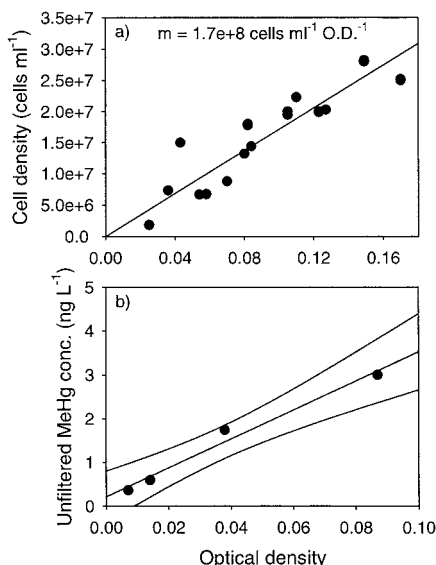 a) m = 1.7e+8 cells ml⁻¹ O.D.⁻¹
Cell density (cells ml⁻¹)
3.5e+7
3.0e+7
2.5e+7
2.0e+7
1.5e+7
1.0e+7
5.0e+6
0.0
0.00 0.04 0.08 0.12 0.16
b)
Unfiltered MeHg conc. (ng L⁻¹)
5
4
3
2
1
0
0.00 0.02 0.04 0.06 0.08 0.10
Optical density